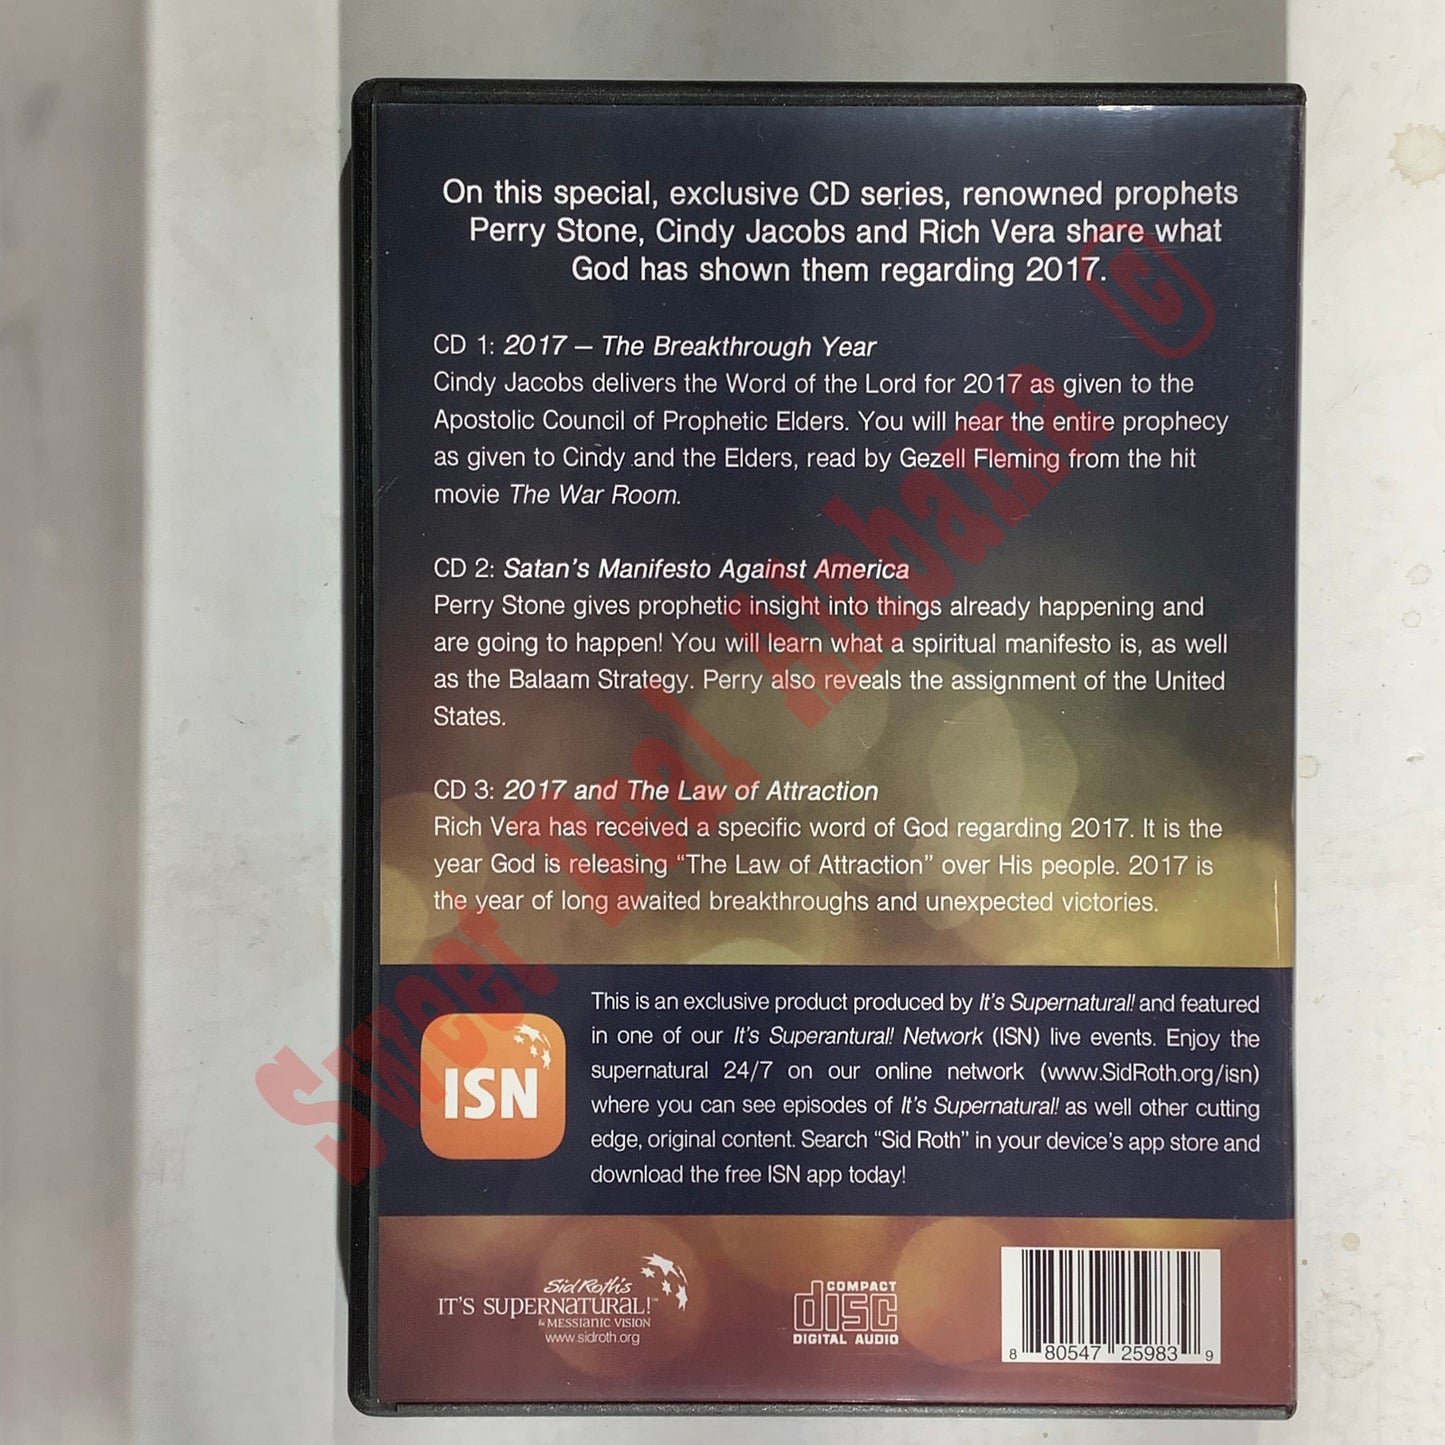 On this special, exclusive CD series, renowned prophets
Perry Stone, Cindy Jacobs and Rich Vera share what
God has shown them regarding 2017.
CD 1: 2017 – The Breakthrough Year
Cindy Jacobs delivers the Word of the Lord for 2017 as given to the
Apostolic Council of Prophetic Elders. You will hear the entire prophecy
as given to Cindy and the Elders, read by Gezell Fleming from the hit
movie The War Room.
CD 2: Satan's Manifesto Against America
Perry Stone gives prophetic insight into things already happening and
are going to happen! You will learn what a spiritual manifesto is, as well
as the Balaam Strategy. Perry also reveals the assignment of the United
States.
CD 3: 2017 and The Law of Attraction
Rich Vera has received a specific word of God regarding 2017. It is the
year God is releasing “The Law of Attraction” over His people. 2017 is
the year of long awaited breakthroughs and unexpected victories.
Sweet Deal Alabama ©
ISN
This is an exclusive product produced by It's Supernatural! and featured
in one of our It's Superantural! Network (ISN) live events. Enjoy the
supernatural 24/7 on our online network (www.SidRoth.org/isn)
where you can see episodes of It's Supernatural! as well other cutting
edge, original content. Search “Sid Roth” in your device's app store and
download the free ISN app today!
Sid Roth's
IT'S SUPERNATURAL!™
& MESSIANIC VISION
www.sidroth.org
COMPACT
disc
DIGITAL AUDIO
8 80547 25983 9